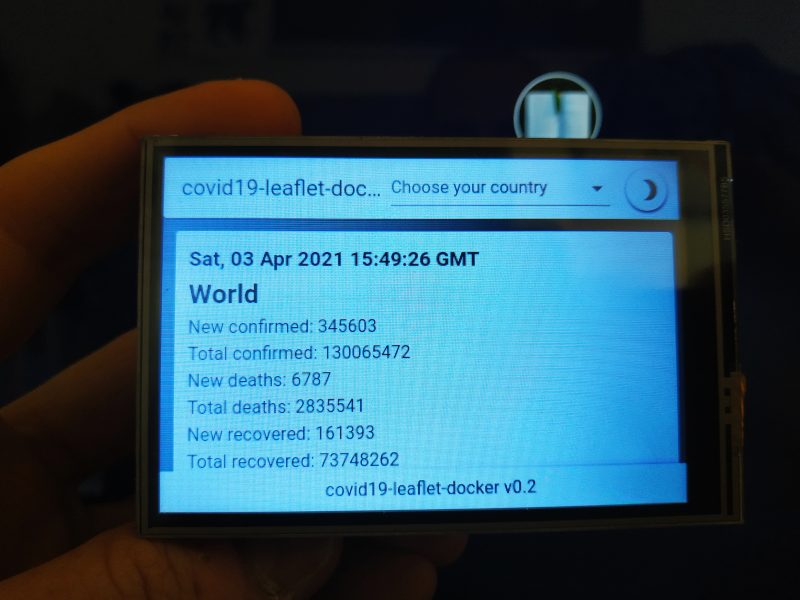 covid19-leaflet-doc... Choose your country
Sat, 03 Apr 2021 15:49:26 GMT
World
New confirmed: 345603
Total confirmed: 130065472
New deaths: 6787
Total deaths: 2835541
New recovered: 161393
Total recovered: 73748262
covid19-leaflet-docker v0.2